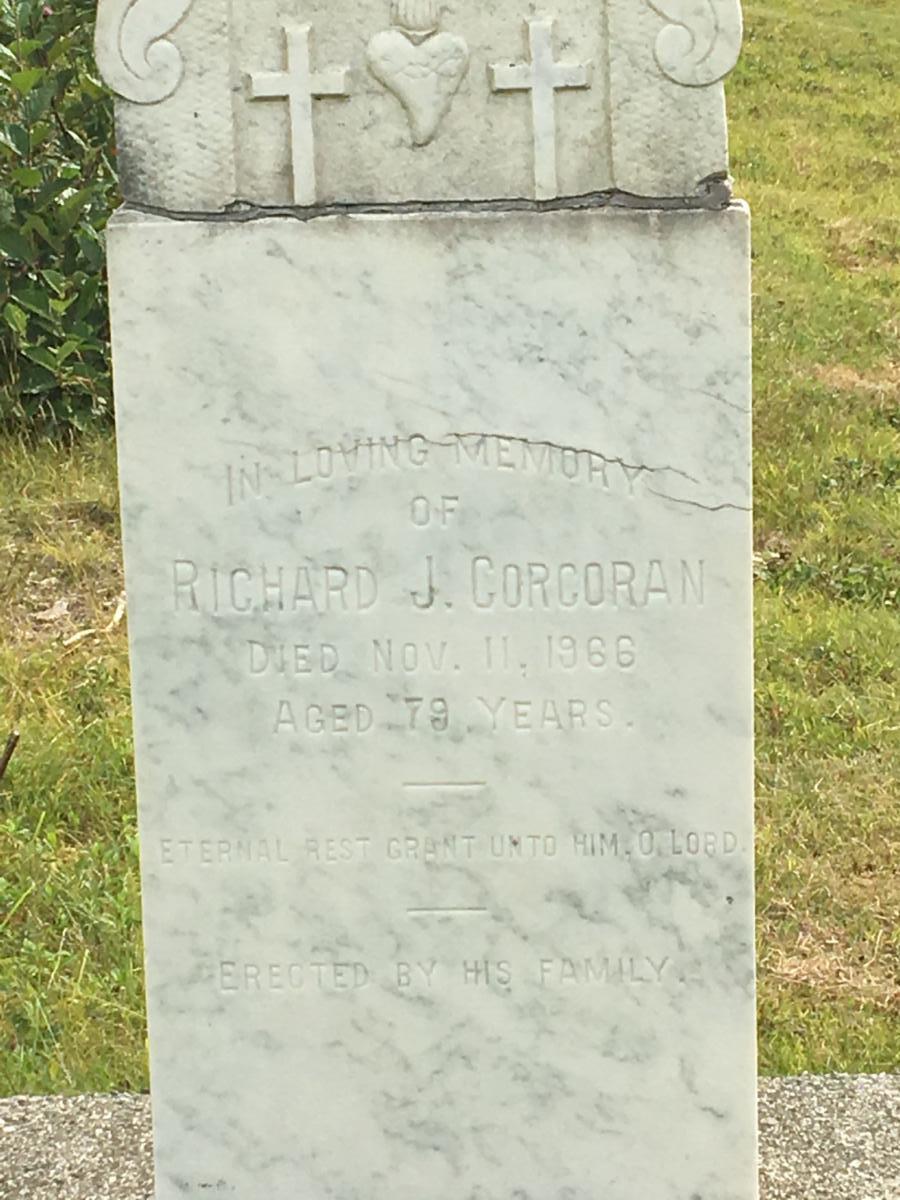 IN LOVING MEMORY
OF
RICHARD J. CORCORAN
DIED NOV. 11, 1966
AGED 79 YEARS.
ETERNAL REST GRANT UNTO HIM, O, LORD.
ERECTED BY HIS FAMILY.